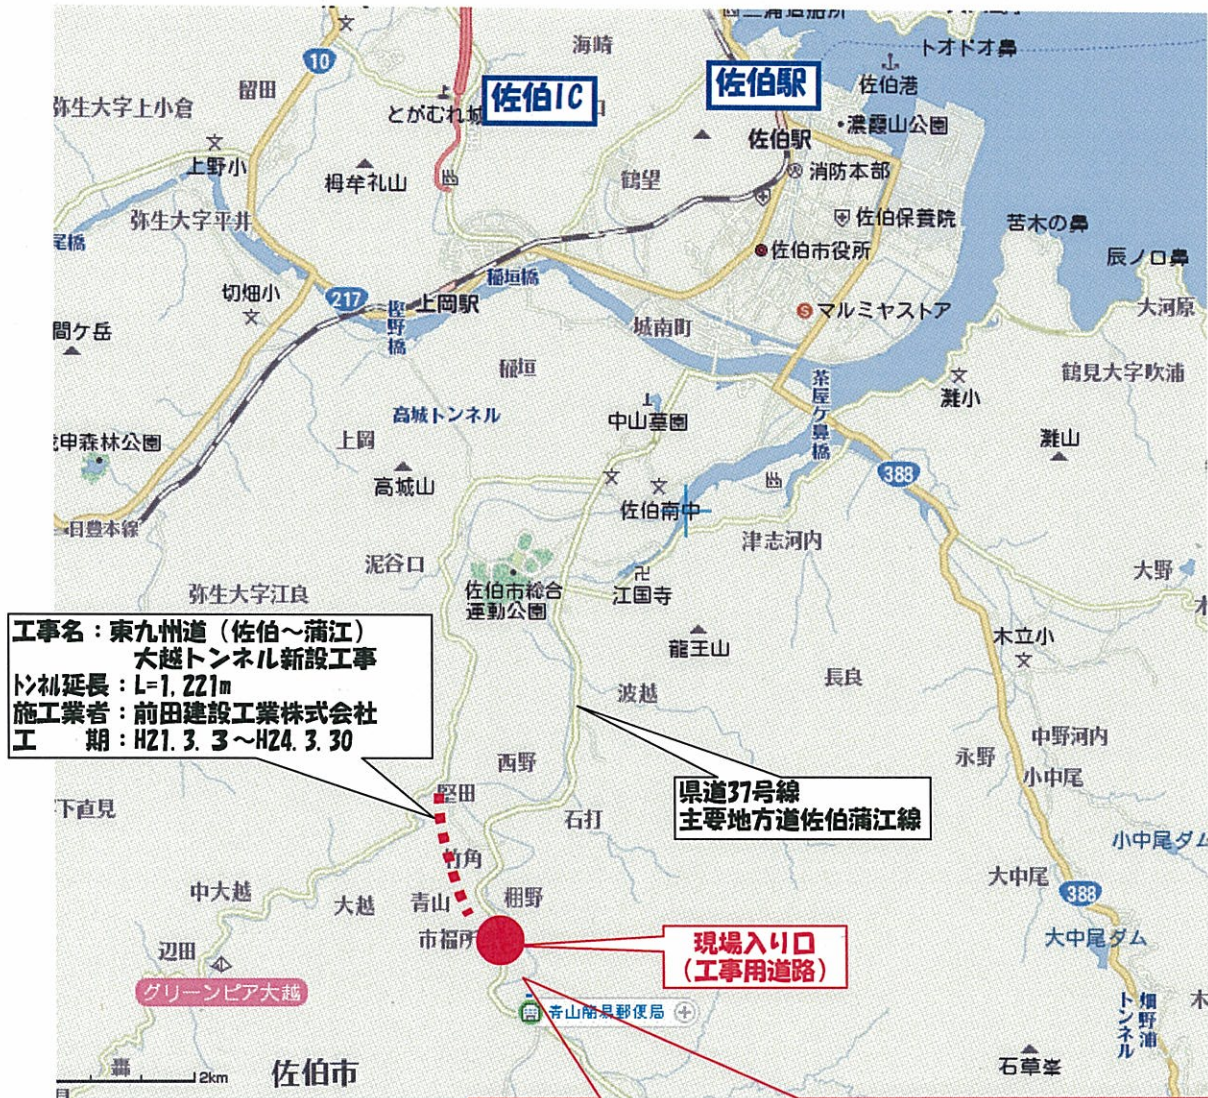 トオドオ鼻
海崎
10
佐伯IC
佐伯駅
佐伯港
留田
弥生大字上小倉
とがむれ城
濃霞山公園
佐伯駅
上野小
栂牟礼山
鶴望
消防本部
弥生大字平井
佐伯保養院
苫木の鼻
尾橋
佐伯市役所
辰ノ口鼻
切畑小
217
上岡駅
稲垣橋
樫野橋
マルミヤストア
大河原
間ケ岳
城南町
稲垣
茶屋ケ鼻橋
灘小
鶴見大字吹浦
高城トンネル
中山墓園
上岡
灘山
申森林公園
高城山
388
佐伯南中
日豊本線
津志河内
泥谷口
大野
弥生大字江良
佐伯市総合
運動公園
江国寺
木立小
龍王山
長良
工事名：東九州道（佐伯～蒲江）
大越トンネル新設工事
トンネル延長：L=1,221m
施工業者：前田建設工業株式会社
工　　期：H21.3.3～H24.3.30
波越
中野河内
西野
永野
小中尾
県道37号線
主要地方道佐伯蒲江線
堅田
下直見
石打
小中尾ダム
竹角
大中尾
中大越
大越
青山
棚野
388
市福所
現場入り口
（工事用道路）
大中尾ダム
辺田
グリーンピア大越
青山簡易郵便局
畑野浦
トンネル
轟
2km
佐伯市
石草峯